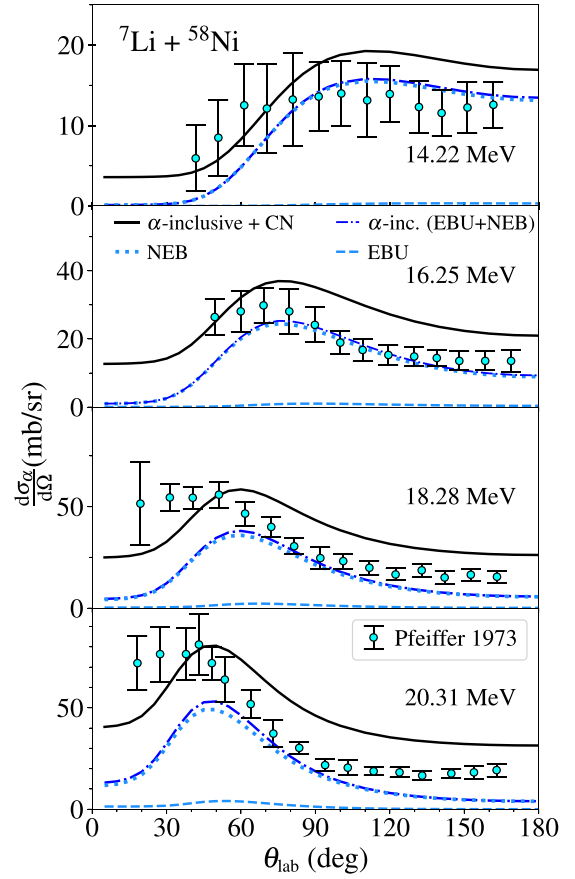 ⁷Li + ⁵⁸Ni
20
10
0
14.22 MeV
α-inclusive + CN
α-inc. (EBU+NEB)
NEB
EBU
16.25 MeV
40
20
0
dσα/dΩ (mb/sr)
18.28 MeV
50
0
Pfeiffer 1973
20.31 MeV
50
0
0 30 60 90 120 150 180
θlab (deg)